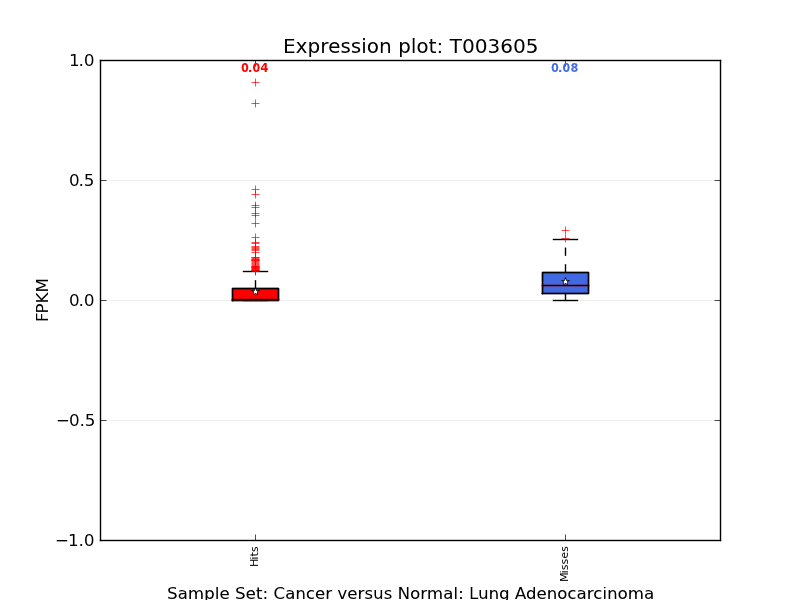 Expression plot: T003605
1.0
0.04
0.08
0.5
0.0
FPKM
−0.5
−1.0
Hits
Misses
Sample Set: Cancer versus Normal: Lung Adenocarcinoma